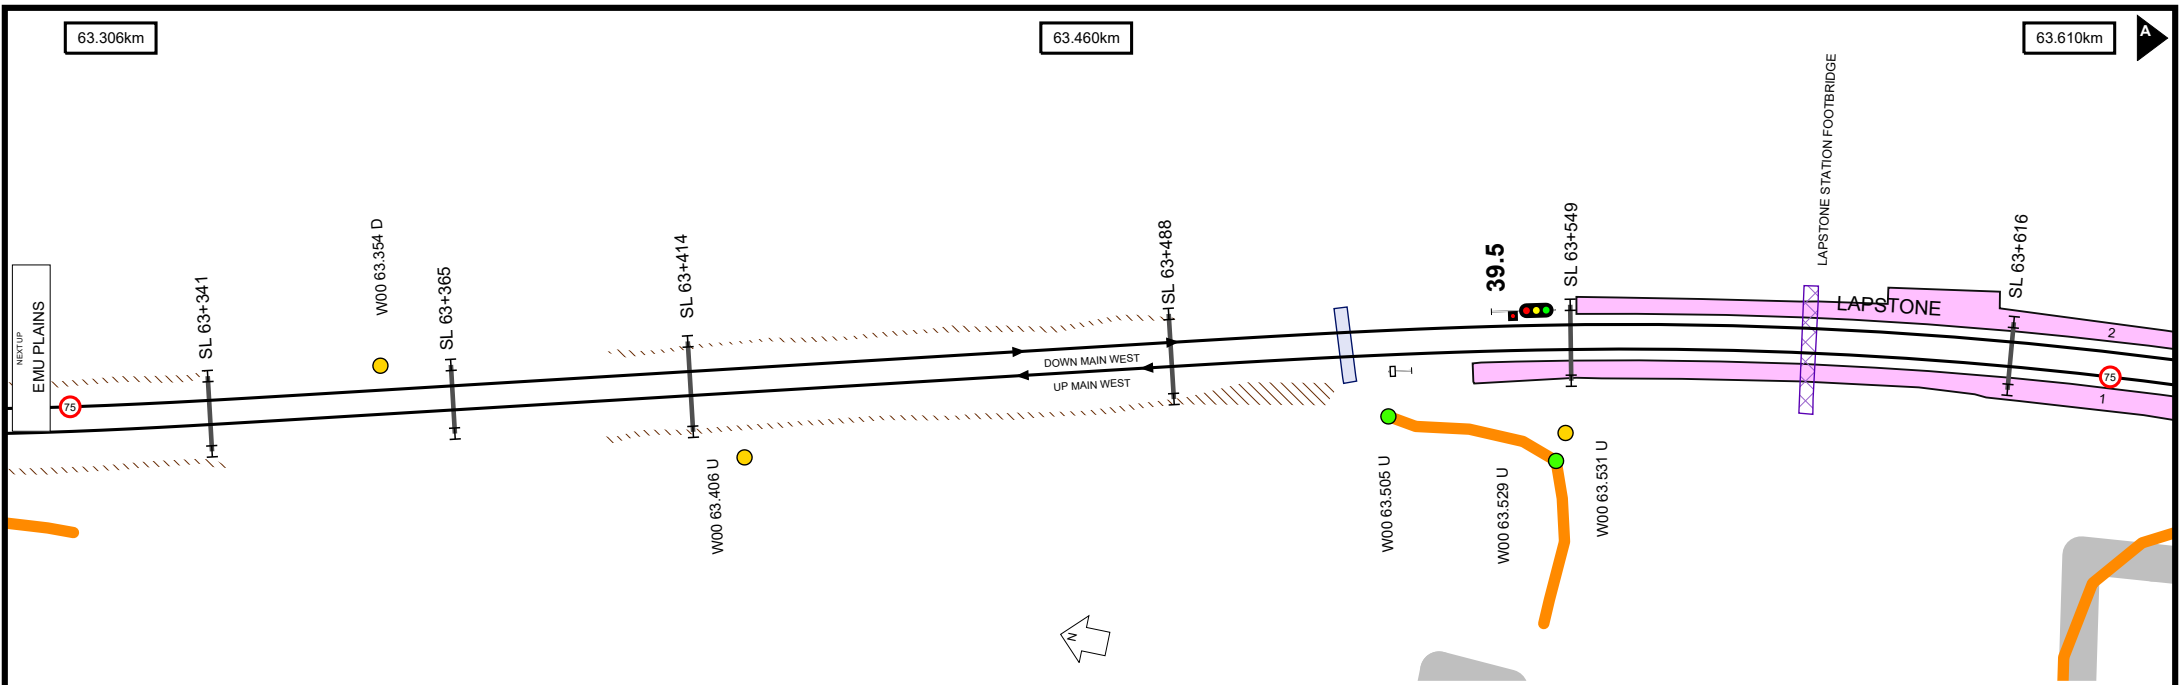 63.306km
63.460km
63.610km
A
NEXT UP
EMU PLAINS
75
SL 63+341
W00 63.354 D
SL 63+365
SL 63+414
W00 63.406 U
DOWN MAIN WEST
UP MAIN WEST
SL 63+488
W00 63.505 U
39.5
W00 63.529 U
SL 63+549
W00 63.531 U
LAPSTONE STATION FOOTBRIDGE
LAPSTONE
SL 63+616
2
75
1
N